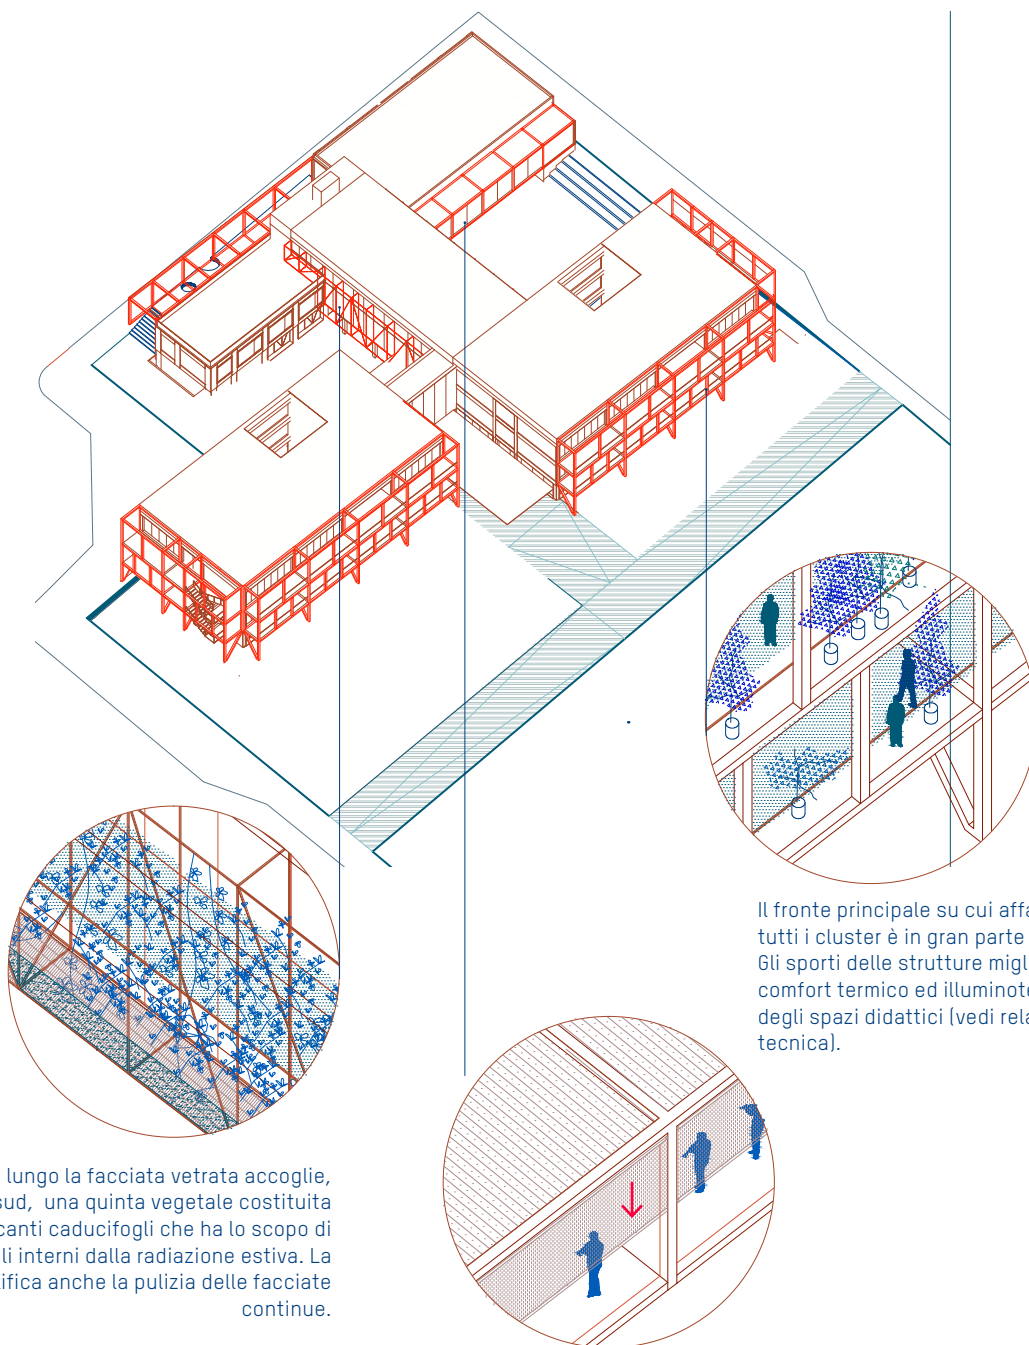 lungo la facciata vetrata accoglie,
sud, una quinta vegetale costituita
canti caducifogli che ha lo scopo di
li interni dalla radiazione estiva. La
ifica anche la pulizia delle facciate
continue.
Il fronte principale su cui affa
tutti i cluster è in gran parte
Gli sporti delle strutture migl
comfort termico ed illuminote
degli spazi didattici (vedi rela
tecnica).